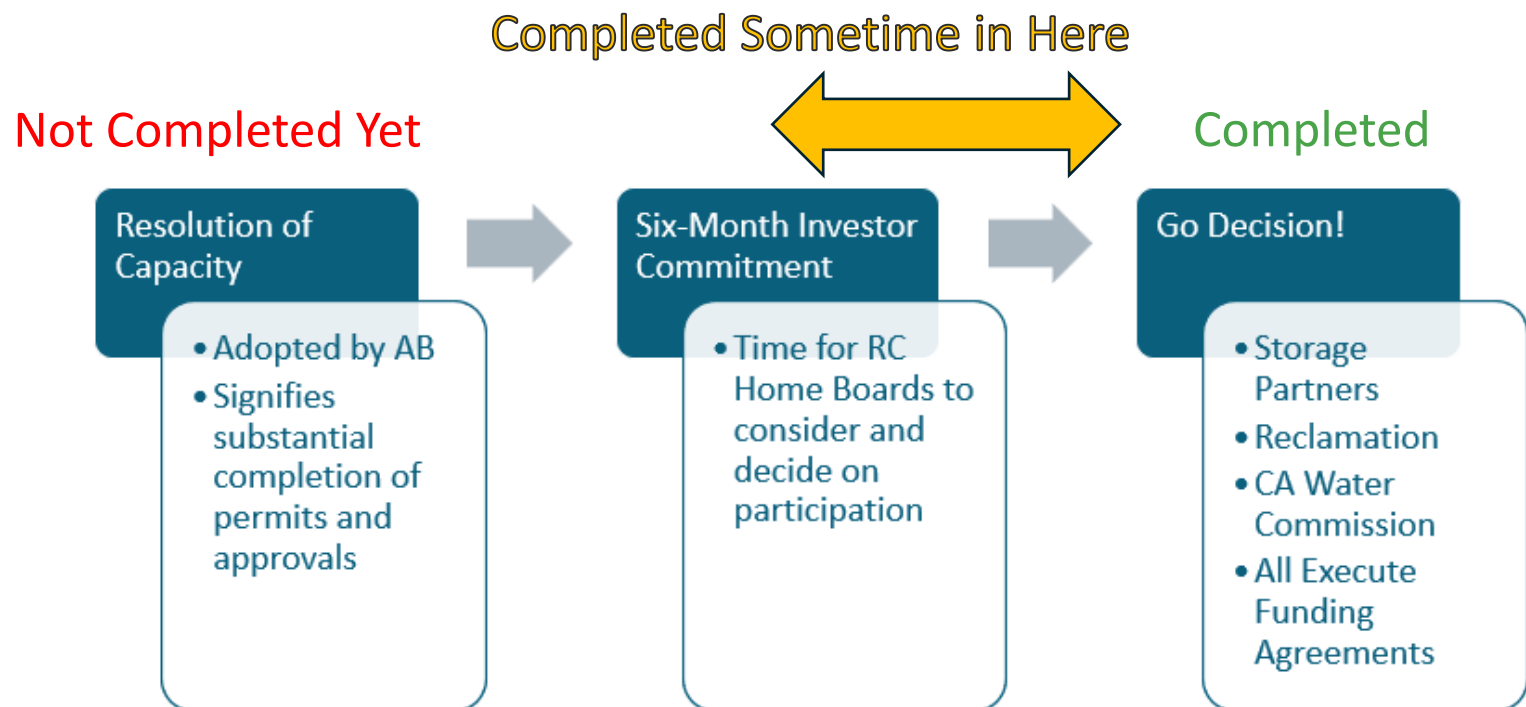 Completed Sometime in Here
Not Completed Yet
Completed
Resolution of
Capacity
• Adopted by AB
• Signifies
substantial
completion of
permits and
approvals
Six-Month Investor
Commitment
• Time for RC
Home Boards to
consider and
decide on
participation
Go Decision!
• Storage
Partners
• Reclamation
• CA Water
Commission
• All Execute
Funding
Agreements